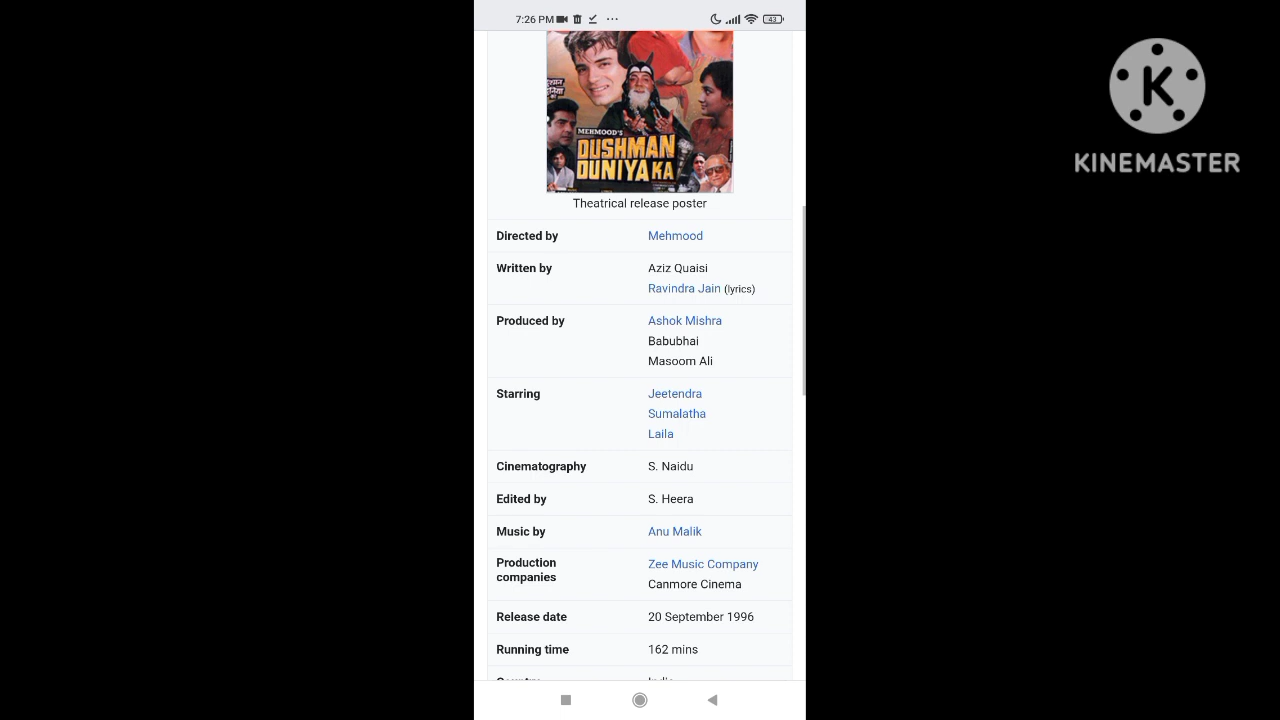 7:26 PM
43
दुश्मन
दुनिया
का
MEHMOOD'S
DUSHMAN
DUNIYA KA
K
KINEMASTER
Theatrical release poster
Directed by Mehmood
Written by Aziz Quaisi
Ravindra Jain (lyrics)
Produced by Ashok Mishra
Babubhai
Masoom Ali
Starring Jeetendra
Sumalatha
Laila
Cinematography S. Naidu
Edited by S. Heera
Music by Anu Malik
Production Zee Music Company
companies Canmore Cinema
Release date 20 September 1996
Running time 162 mins